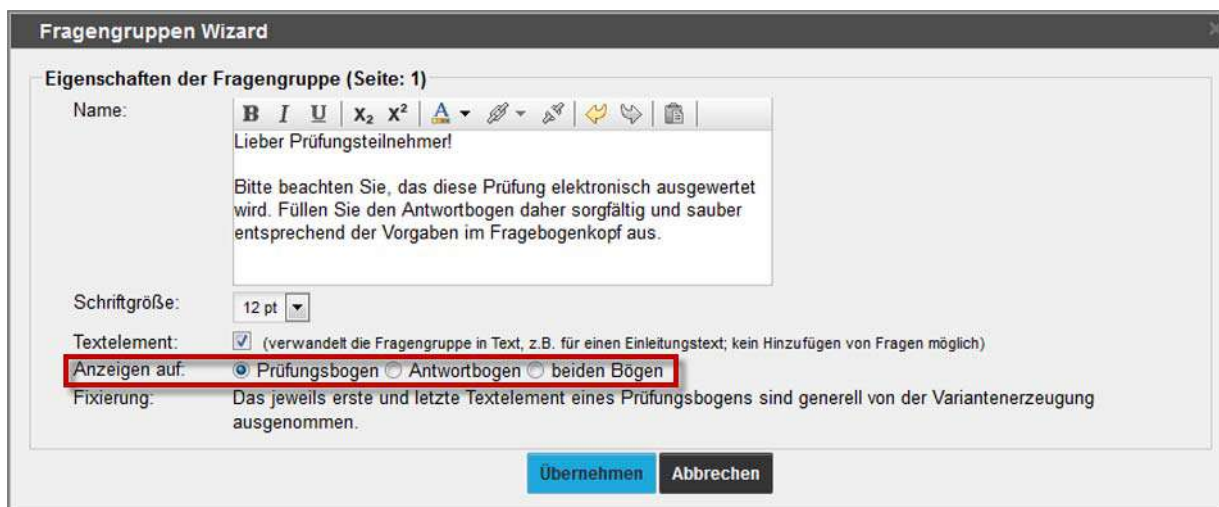 Fragengruppen Wizard
Eigenschaften der Fragengruppe (Seite: 1)
Name:
B I U X₂ X² A
Lieber Prüfungsteilnehmer!
Bitte beachten Sie, das diese Prüfung elektronisch ausgewertet
wird. Füllen Sie den Antwortbogen daher sorgfältig und sauber
entsprechend der Vorgaben im Fragebogenkopf aus.
Schriftgröße: 12 pt
Textelement: (verwandelt die Fragengruppe in Text, z.B. für einen Einleitungstext; kein Hinzufügen von Fragen möglich)
Anzeigen auf: Prüfungsbogen Antwortbogen beiden Bögen
Fixierung: Das jeweils erste und letzte Textelement eines Prüfungsbogens sind generell von der Variantenerzeugung
ausgenommen.
Übernehmen Abbrechen